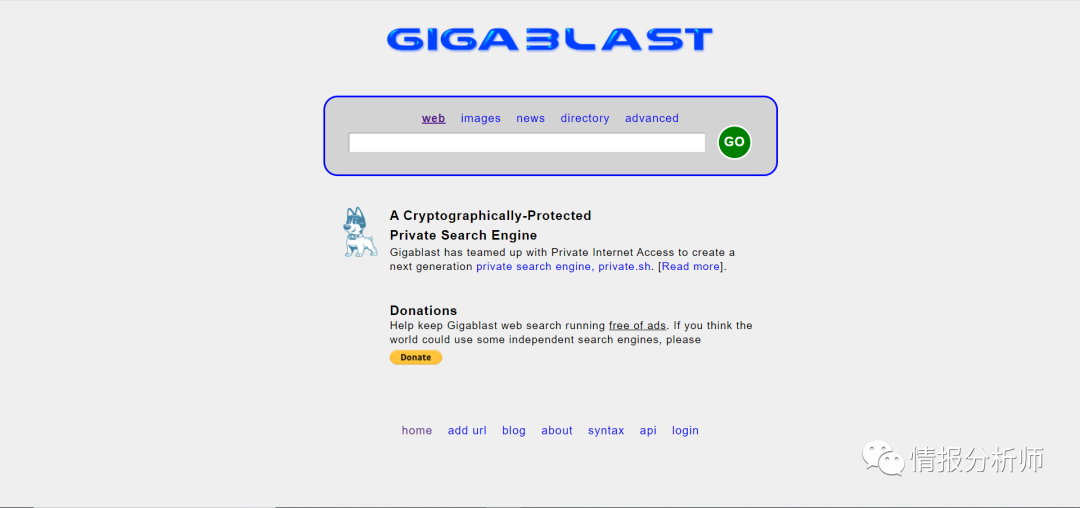 GIGABLAST
web images news directory advanced
GO
A Cryptographically-Protected
Private Search Engine
Gigablast has teamed up with Private Internet Access to create a
next generation private search engine, private.sh. [Read more].
Donations
Help keep Gigablast web search running free of ads. If you think the
world could use some independent search engines, please
Donate
home add url blog about syntax api login
情报分析师